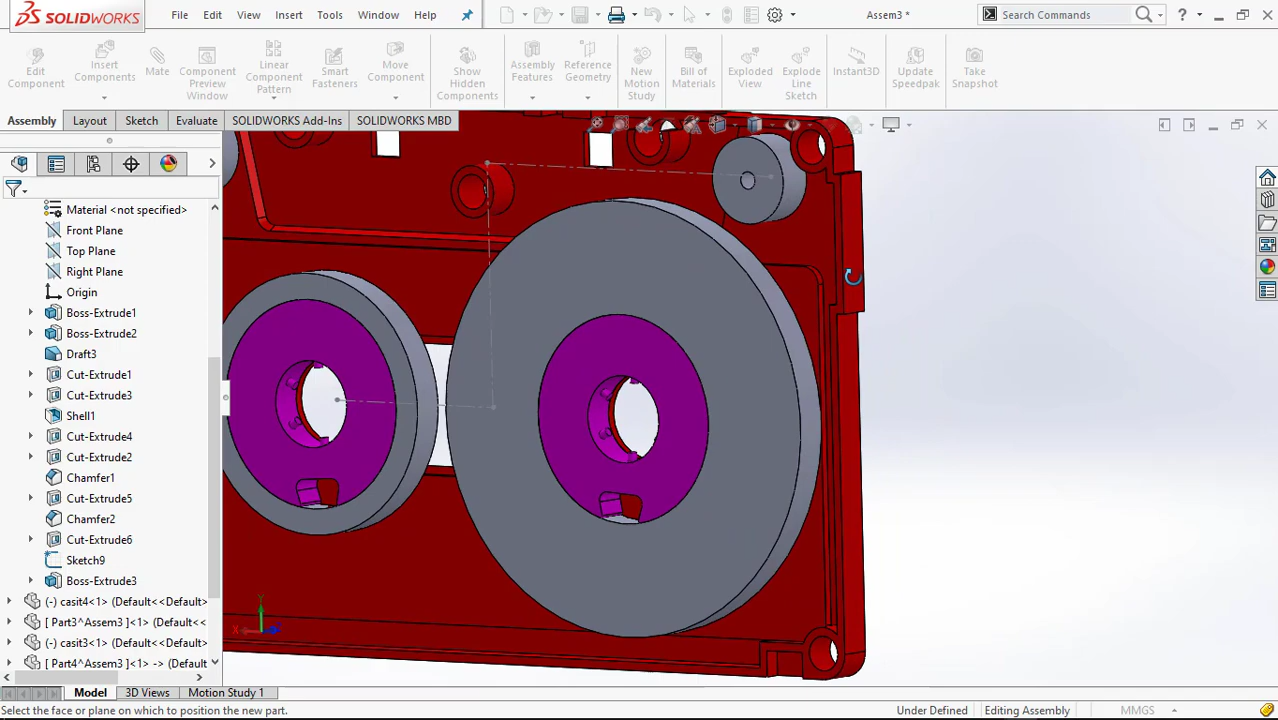 SOLIDWORKS File Edit View Insert Tools Window Help Assem3 * Search Commands ?
Edit Component
Insert Components
Mate
Component Preview Window
Linear Component Pattern
Smart Fasteners
Move Component
Show Hidden Components
Assembly Features
Reference Geometry
New Motion Study
Bill of Materials
Exploded View
Explode Line Sketch
Instant3D
Update Speedpak
Take Snapshot
Assembly Layout Sketch Evaluate SOLIDWORKS Add-Ins SOLIDWORKS MBD
Material <not specified>
Front Plane
Top Plane
Right Plane
Origin
Boss-Extrude1
Boss-Extrude2
Draft3
Cut-Extrude1
Cut-Extrude3
Shell1
Cut-Extrude4
Cut-Extrude2
Chamfer1
Cut-Extrude5
Chamfer2
Cut-Extrude6
Sketch9
Boss-Extrude3
(-) casit4<1> (Default<<Default>
[ Part3^Assem3 ]<1> (Default<<
(-) casit3<1> (Default<<Default>
[ Part4^Assem3 ]<1> -> (Default
Y
X Z
Model 3D Views Motion Study 1
Select the face or plane on which to position the new part. Under Defined Editing Assembly MMGS